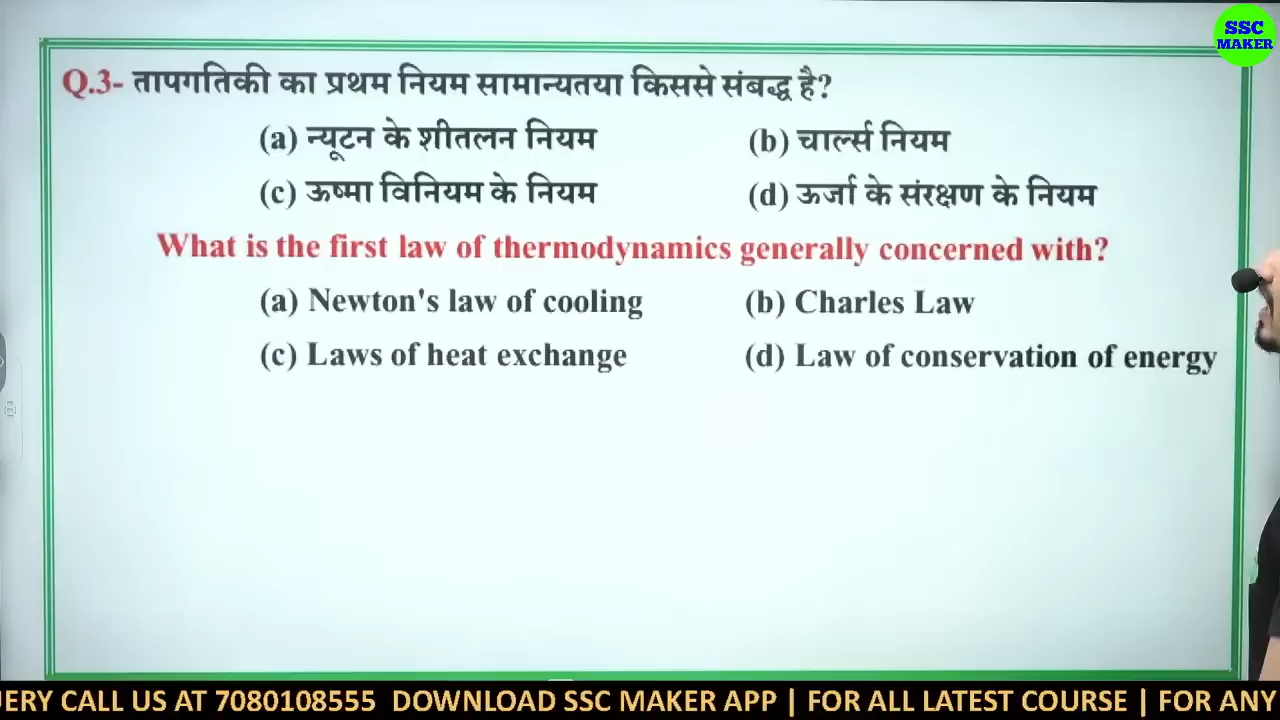 SSC
MAKER
Q.3- तापगतिकी का प्रथम नियम सामान्यतया किससे संबद्ध है?
(a) न्यूटन के शीतलन नियम (b) चार्ल्स नियम
(c) ऊष्मा विनियम के नियम (d) ऊर्जा के संरक्षण के नियम
What is the first law of thermodynamics generally concerned with?
(a) Newton's law of cooling (b) Charles Law
(c) Laws of heat exchange (d) Law of conservation of energy
UERY CALL US AT 7080108555 DOWNLOAD SSC MAKER APP | FOR ALL LATEST COURSE | FOR ANY